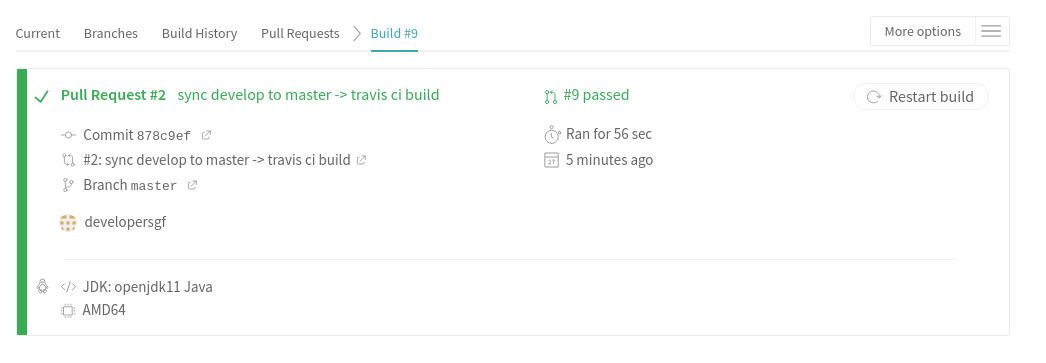 Current Branches Build History Pull Requests Build #9 More options
Pull Request #2 sync develop to master -> travis ci build
#9 passed
Restart build
Commit 878c9ef
Ran for 56 sec
#2: sync develop to master -> travis ci build
5 minutes ago
Branch master
developersgf
JDK: openjdk11 Java
AMD64